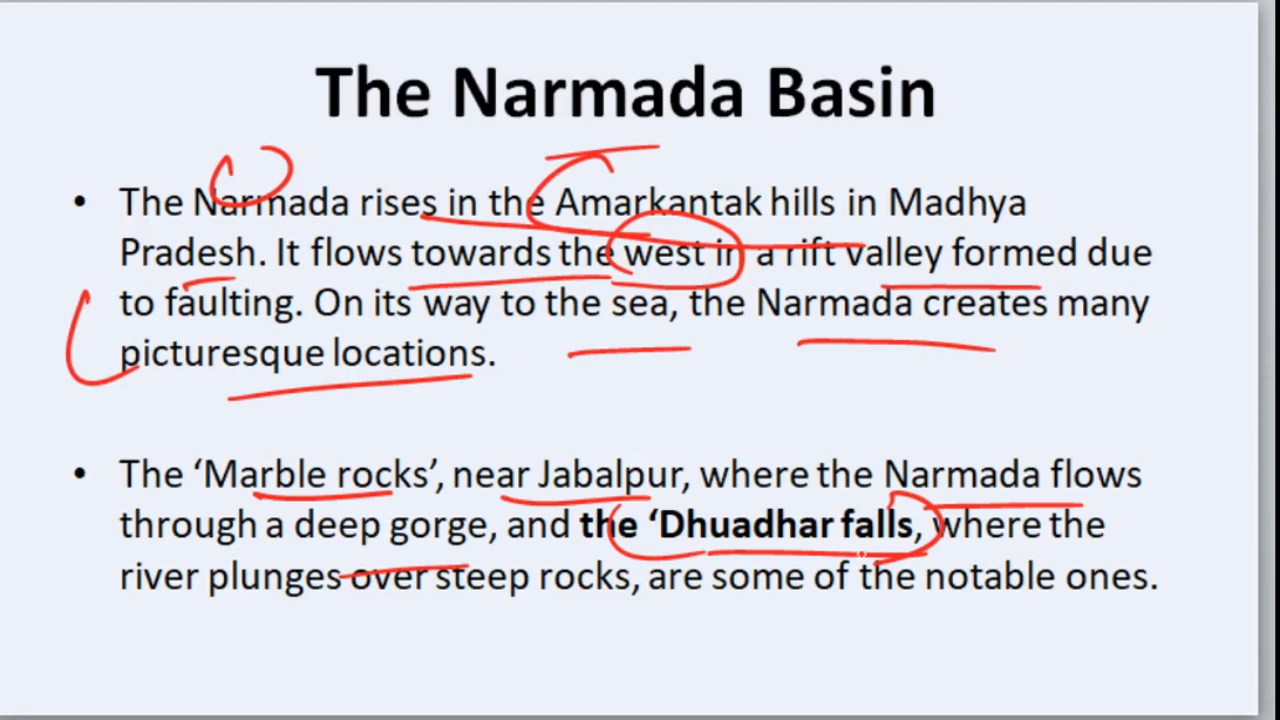 The Narmada Basin
• The Narmada rises in the Amarkantak hills in Madhya
Pradesh. It flows towards the west in a rift valley formed due
to faulting. On its way to the sea, the Narmada creates many
picturesque locations.
• The ‘Marble rocks’, near Jabalpur, where the Narmada flows
through a deep gorge, and the ‘Dhuadhar falls, where the
river plunges over steep rocks, are some of the notable ones.